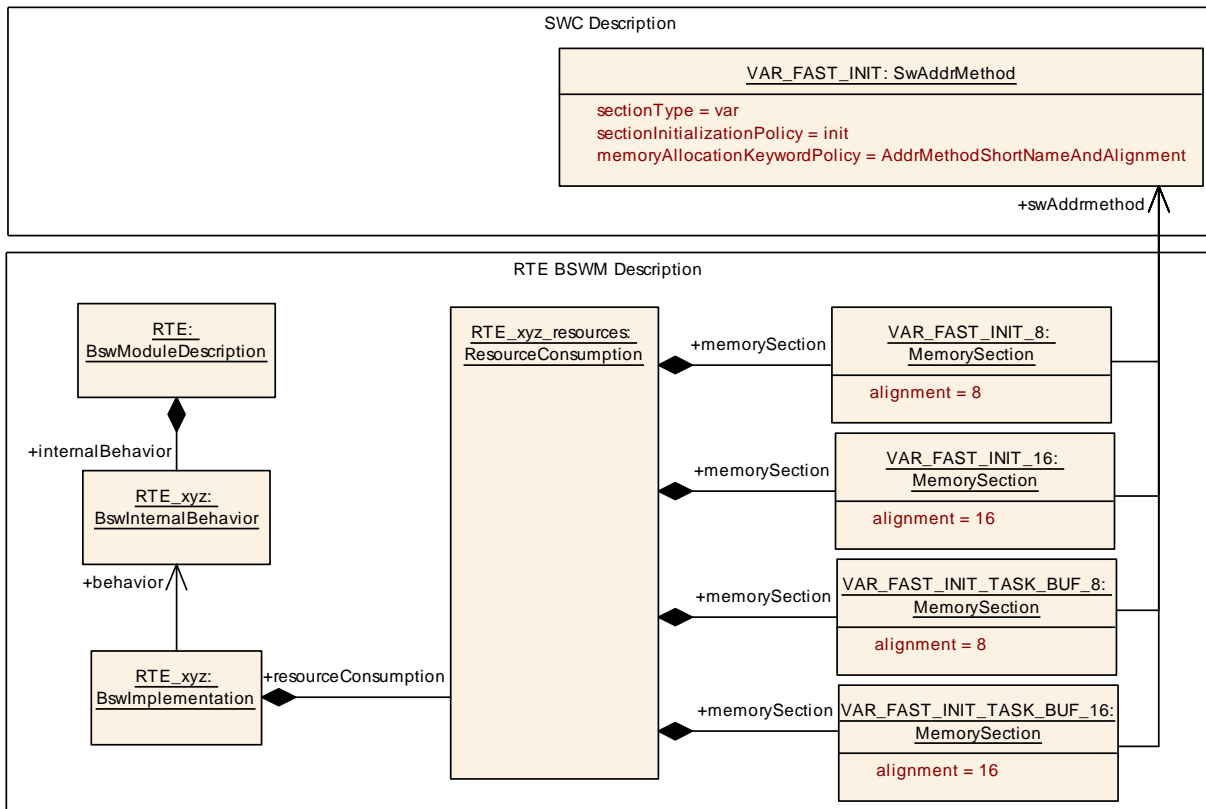 SWC Description
VAR_FAST_INIT: SwAddrMethod
sectionType = var
sectionInitializationPolicy = init
memoryAllocationKeywordPolicy = AddrMethodShortNameAndAlignment
+swAddrmethod
RTE BSWM Description
RTE:
BswModuleDescription
+internalBehavior
RTE_xyz:
BswInternalBehavior
+behavior
RTE_xyz:
BswImplementation
+resourceConsumption
RTE_xyz_resources:
ResourceConsumption
+memorySection
VAR_FAST_INIT_8:
MemorySection
alignment = 8
+memorySection
VAR_FAST_INIT_16:
MemorySection
alignment = 16
+memorySection
VAR_FAST_INIT_TASK_BUF_8:
MemorySection
alignment = 8
+memorySection
VAR_FAST_INIT_TASK_BUF_16:
MemorySection
alignment = 16